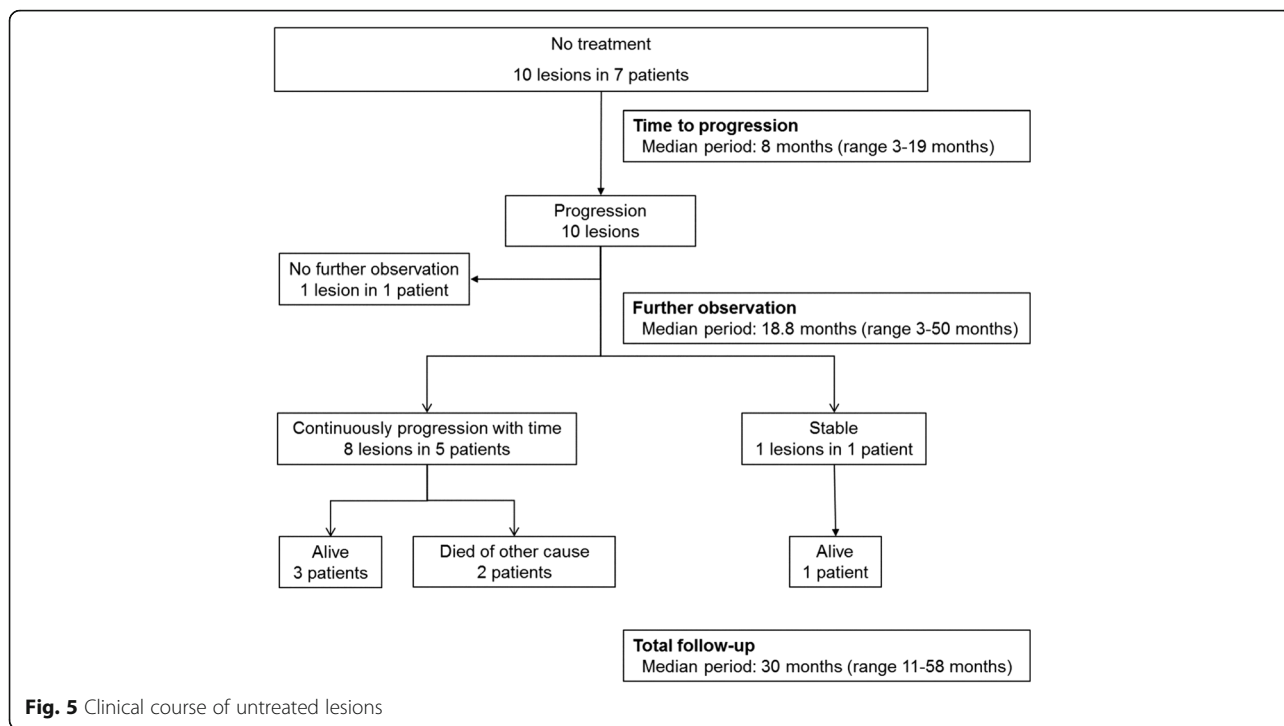 No treatment
10 lesions in 7 patients
Time to progression
Median period: 8 months (range 3-19 months)
Progression
10 lesions
No further observation
1 lesion in 1 patient
Further observation
Median period: 18.8 months (range 3-50 months)
Continuously progression with time
8 lesions in 5 patients
Stable
1 lesions in 1 patient
Alive
3 patients
Died of other cause
2 patients
Alive
1 patient
Total follow-up
Median period: 30 months (range 11-58 months)
Fig. 5 Clinical course of untreated lesions